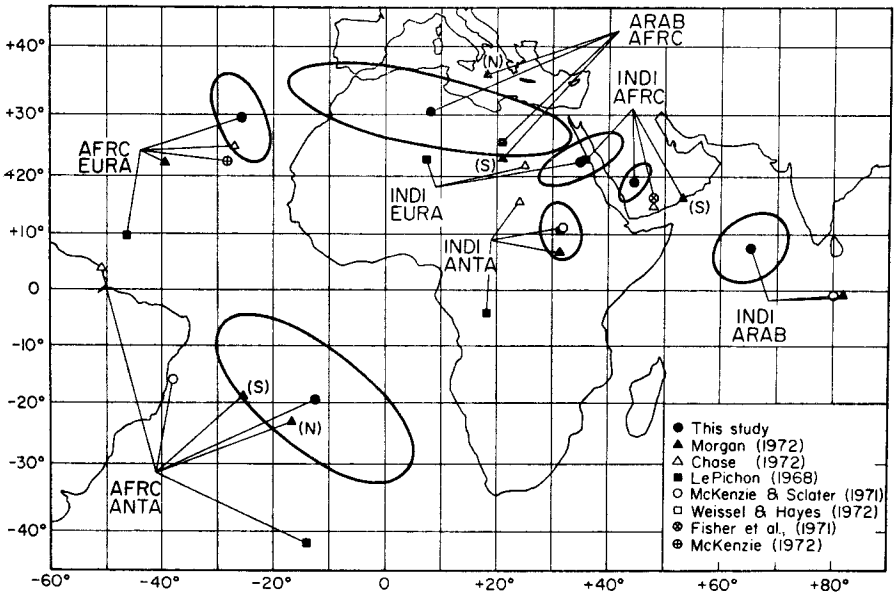 +40°
+30°
+20°
+10°
0
-10°
-20°
-30°
-40°
ARAB
AFRC
(N)
INDI
AFRC
AFRC
EURA
(S)
INDI
EURA
(S)
INDI
ANTA
INDI
ARAB
(S)
(N)
AFRC
ANTA
This study
Morgan (1972)
Chase (1972)
LePichon (1968)
McKenzie & Sclater (1971)
Weissel & Hayes (1972)
Fisher et al., (1971)
McKenzie (1972)
-60° -40° -20° 0 +20° +40° +60° +80°